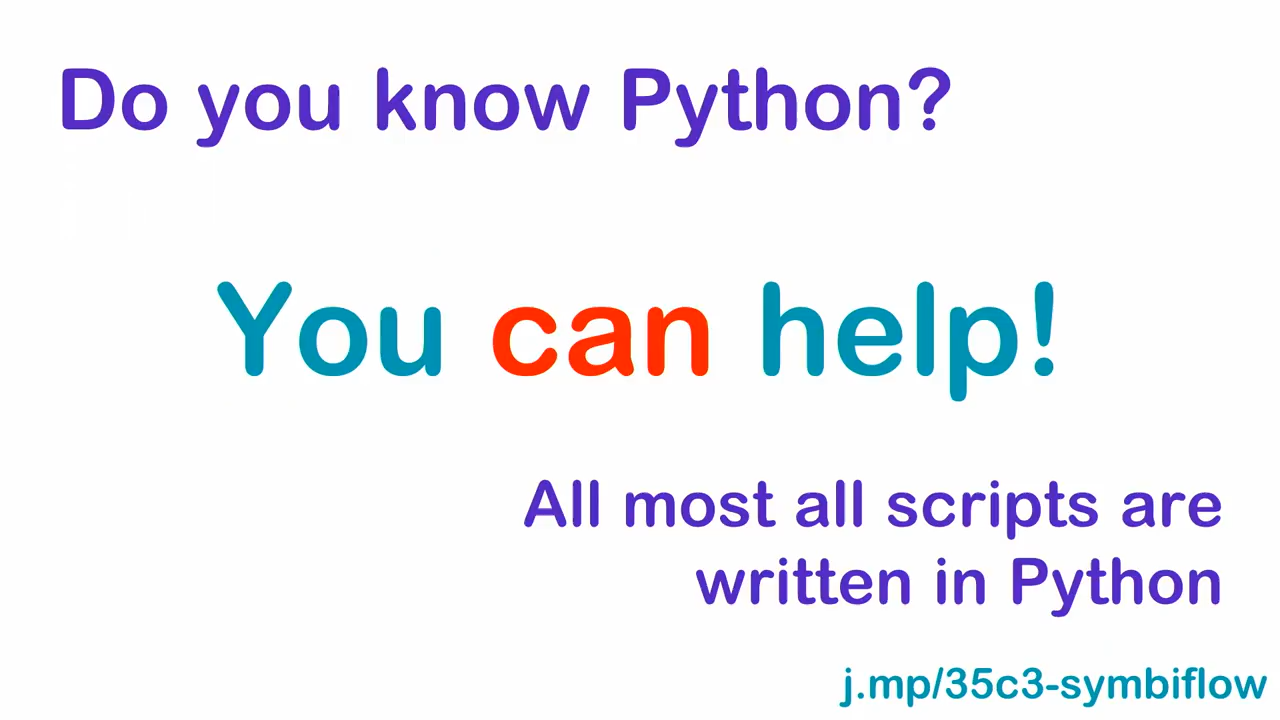 Do you know Python?
You can help!
All most all scripts are
written in Python
j.mp/35c3-symbiflow